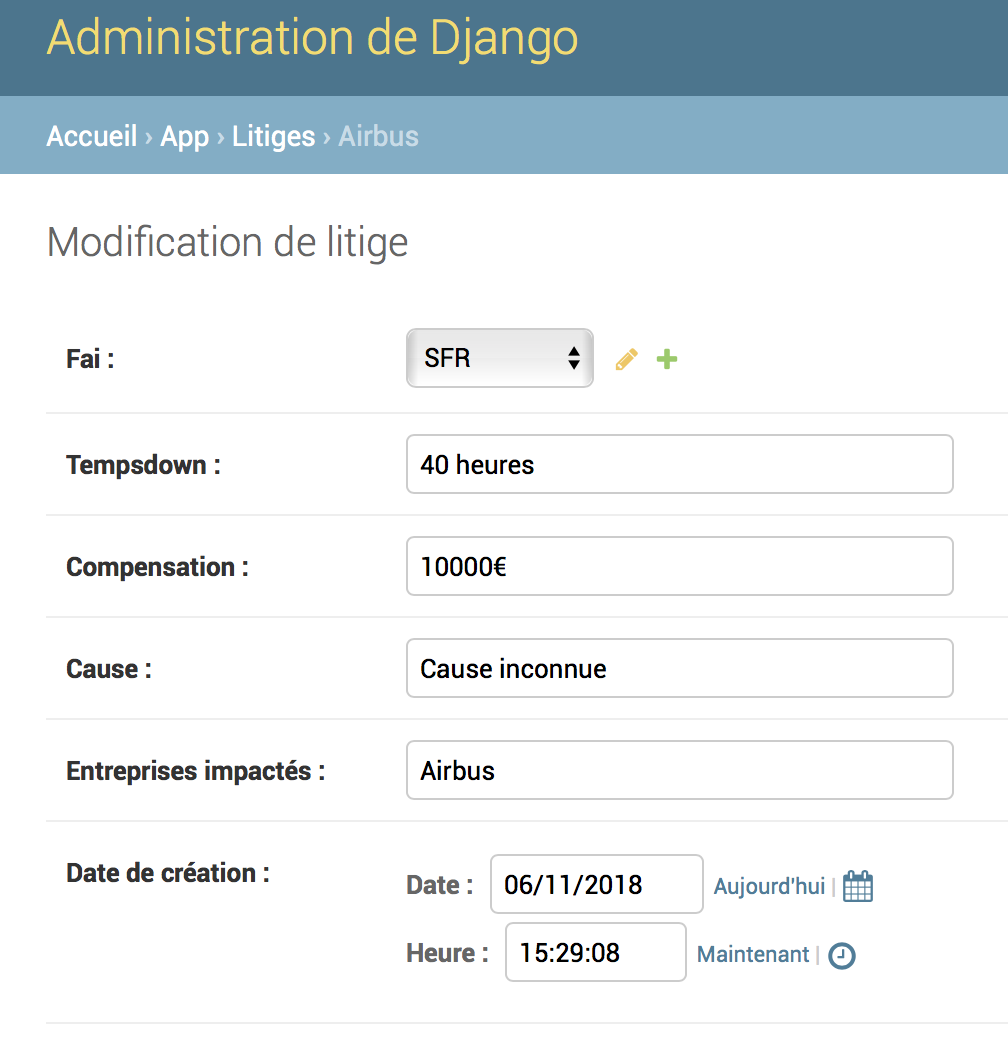 Administration de Django
Accueil › App › Litiges › Airbus
Modification de litige
Fai : SFR
Tempsdown : 40 heures
Compensation : 10000€
Cause : Cause inconnue
Entreprises impactés : Airbus
Date de création :
Date : 06/11/2018 Aujourd'hui |
Heure : 15:29:08 Maintenant |